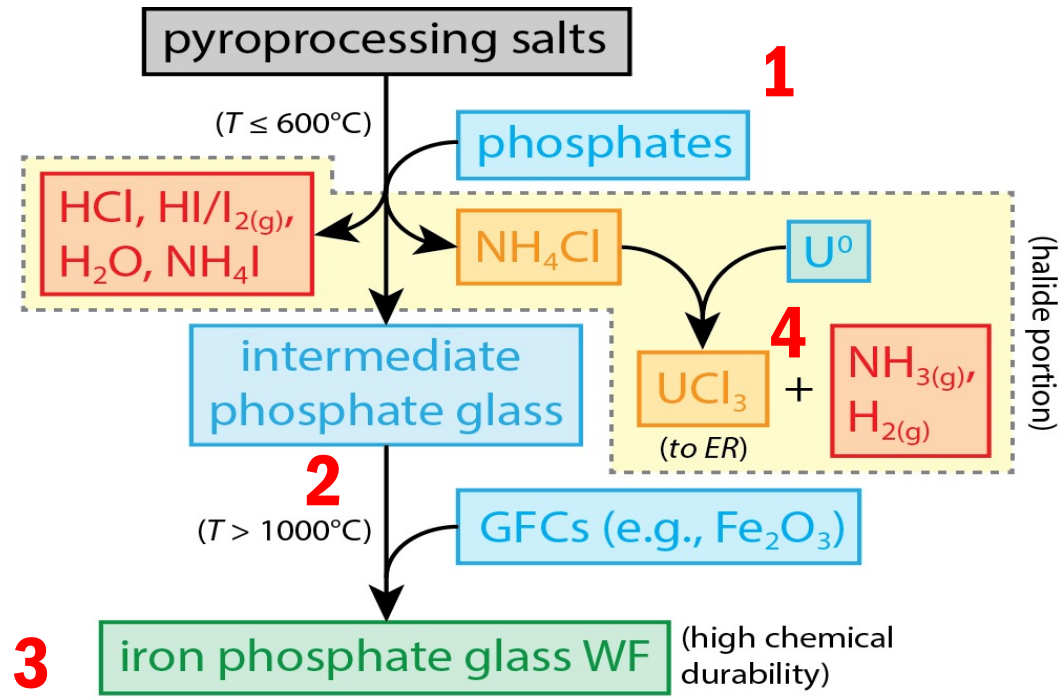 pyroprocessing salts
1
(T ≤ 600°C)
phosphates
HCl, HI/I₂(g),
H₂O, NH₄I
NH₄Cl
U⁰
(halide portion)
intermediate
phosphate glass
4
UCl₃
+
NH₃(g),
H₂(g)
(to ER)
2
(T > 1000°C)
GFCs (e.g., Fe₂O₃)
3
iron phosphate glass WF
(high chemical
durability)